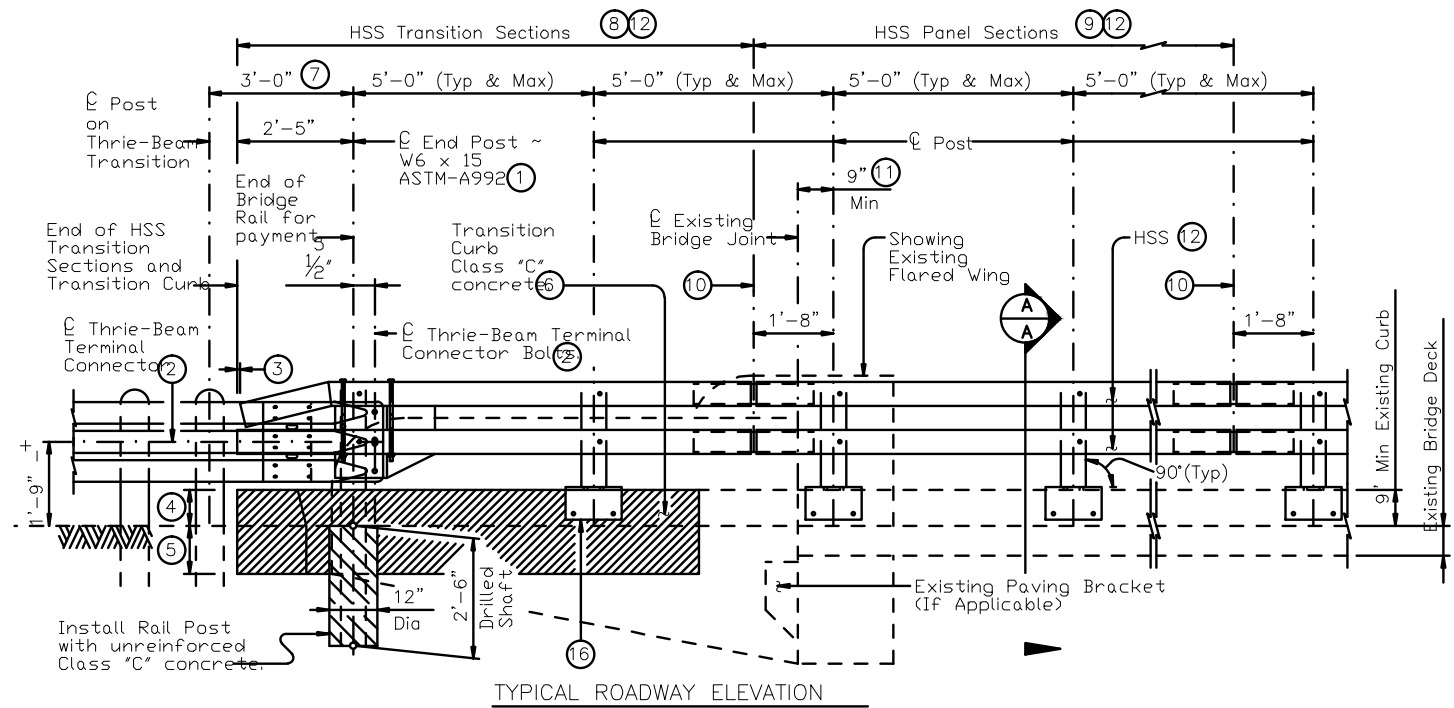 HSS Transition Sections 8 12
HSS Panel Sections 9 12
3'-0" 7
5'-0" (Typ & Max)
5'-0" (Typ & Max)
5'-0" (Typ & Max)
5'-0" (Typ & Max)
℄ Post
on
Thrie-Beam
Transition
2'-5"
℄ End Post ~
W6 x 15
ASTM-A992 1
℄ Post
9" 11
Min
End of
Bridge
Rail for
payment
5
1/2"
End of HSS
Transition
Sections and
Transition Curb
Transition
Curb
Class "C"
concrete.
6
℄ Existing
Bridge Joint
Showing
Existing
Flared Wing
HSS 12
10
10
1'-8"
1'-8"
A
A
℄ Thrie-Beam
Terminal
Connector
2
3
℄ Thrie-Beam Terminal
Connector Bolts.
2
9' Min Existing Curb
Existing Bridge Deck
1'-9" - +
4
5
90°(Typ)
12"
Dia
2'-6"
Drilled
Shaft
16
Existing Paving Bracket
(If Applicable)
Install Rail Post
with unreinforced
Class "C" concrete.
TYPICAL ROADWAY ELEVATION